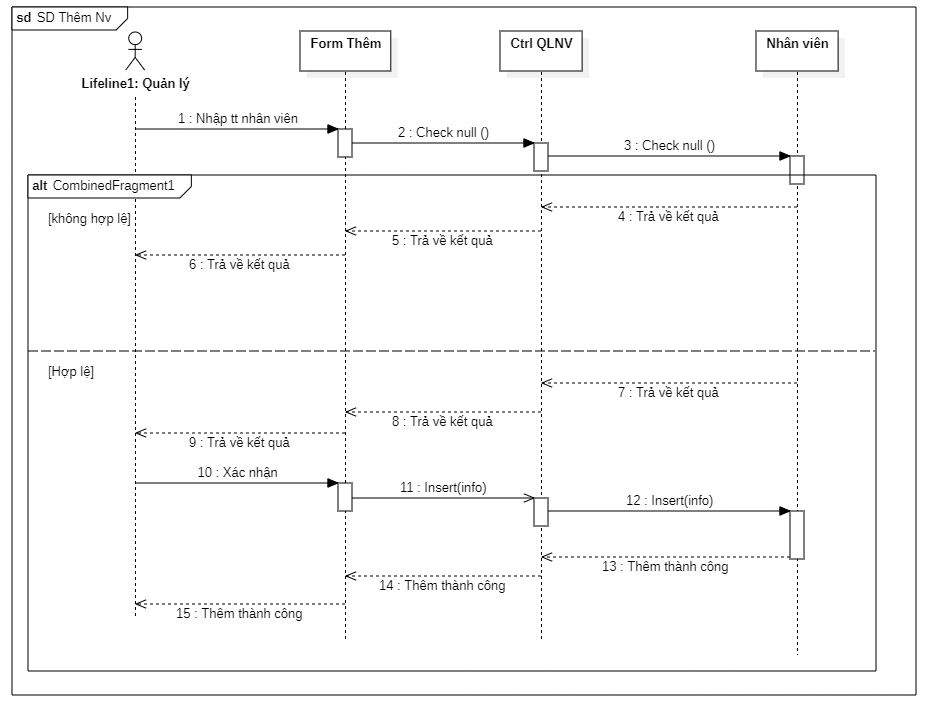 sd SD Thêm Nv
Form Thêm
Ctrl QLNV
Nhân viên
Lifeline1: Quản lý
1 : Nhập tt nhân viên
2 : Check null ()
3 : Check null ()
alt CombinedFragment1
[không hợp lệ]
4 : Trả về kết quả
5 : Trả về kết quả
6 : Trả về kết quả
[Hợp lệ]
7 : Trả về kết quả
8 : Trả về kết quả
9 : Trả về kết quả
10 : Xác nhận
11 : Insert(info)
12 : Insert(info)
13 : Thêm thành công
14 : Thêm thành công
15 : Thêm thành công